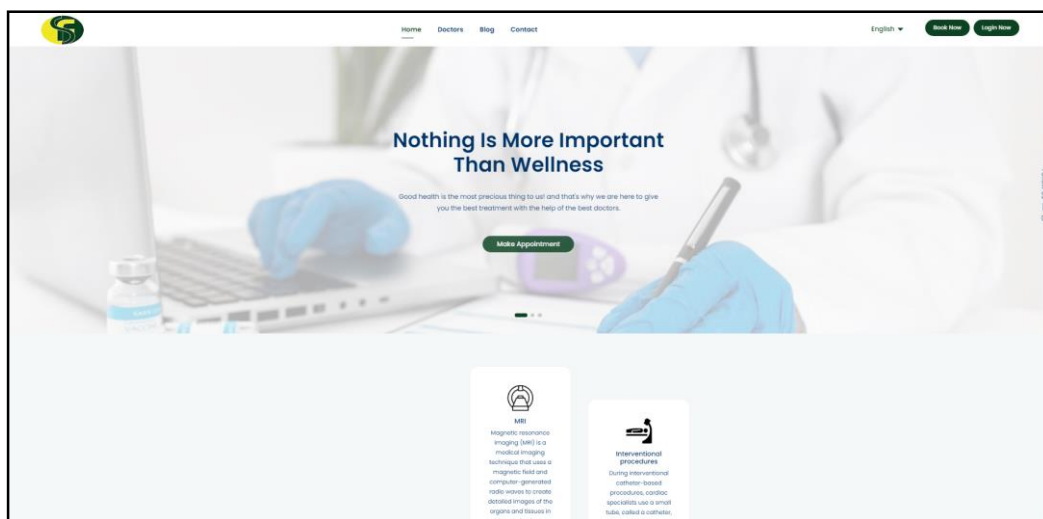 Home Doctors Blog Contact English Book Now Login Now
Nothing Is More Important
Than Wellness
Good health is the most precious thing to us! and that's why we are here to give
you the best treatment with the help of the best doctors.
Make Appointment
MRI
Magnetic resonance
imaging (MRI) is a
medical imaging
technique that uses a
magnetic field and
computer-generated
radio waves to create
detailed images of the
organs and tissues in
Interventional
procedures
During interventional
catheter-based
procedures, cardiac
specialists use a small
tube, called a catheter,